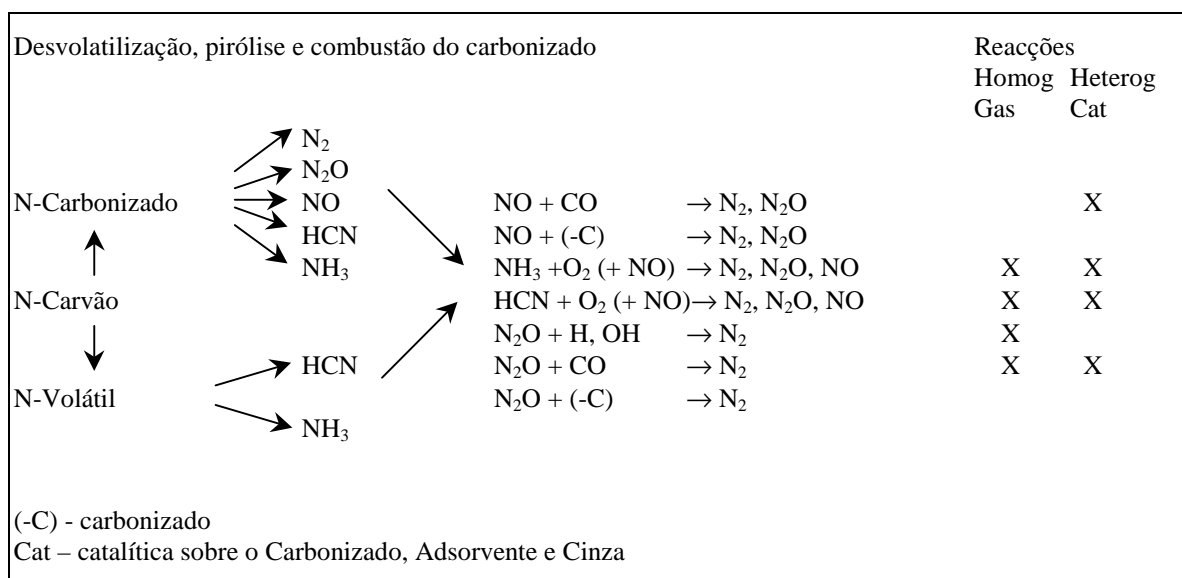 Desvolatilização, pirólise e combustão do carbonizado Reacções
Homog Heterog
Gas Cat
N₂
N₂O
N-Carbonizado NO NO + CO → N₂, N₂O X
HCN NO + (-C) → N₂, N₂O
NH₃ NH₃ +O₂ (+ NO) → N₂, N₂O, NO X X
N-Carvão HCN + O₂ (+ NO)→ N₂, N₂O, NO X X
N₂O + H, OH → N₂ X
HCN N₂O + CO → N₂ X X
N-Volátil N₂O + (-C) → N₂
NH₃
(-C) - carbonizado
Cat – catalítica sobre o Carbonizado, Adsorvente e Cinza